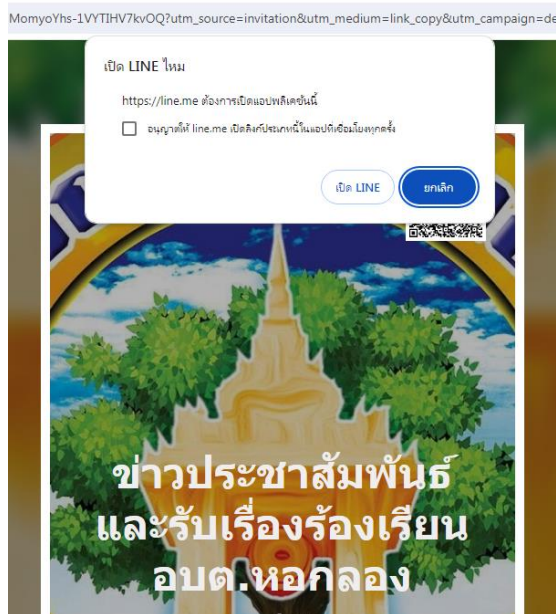 MomyoYhs-1VYTIHV7kvOQ?utm_source=invitation&utm_medium=link_copy&utm_campaign=de
เปิด LINE ไหม
https://line.me ต้องการเปิดแอปพลิเคชันนี้
อนุญาตให้ line.me เปิดลิงก์ประเภทนี้ในแอปที่เชื่อมโยงทุกครั้ง
เปิด LINE ยกเลิก
ข่าวประชาสัมพันธ์
และรับเรื่องร้องเรียน
อบต.หอกลอง